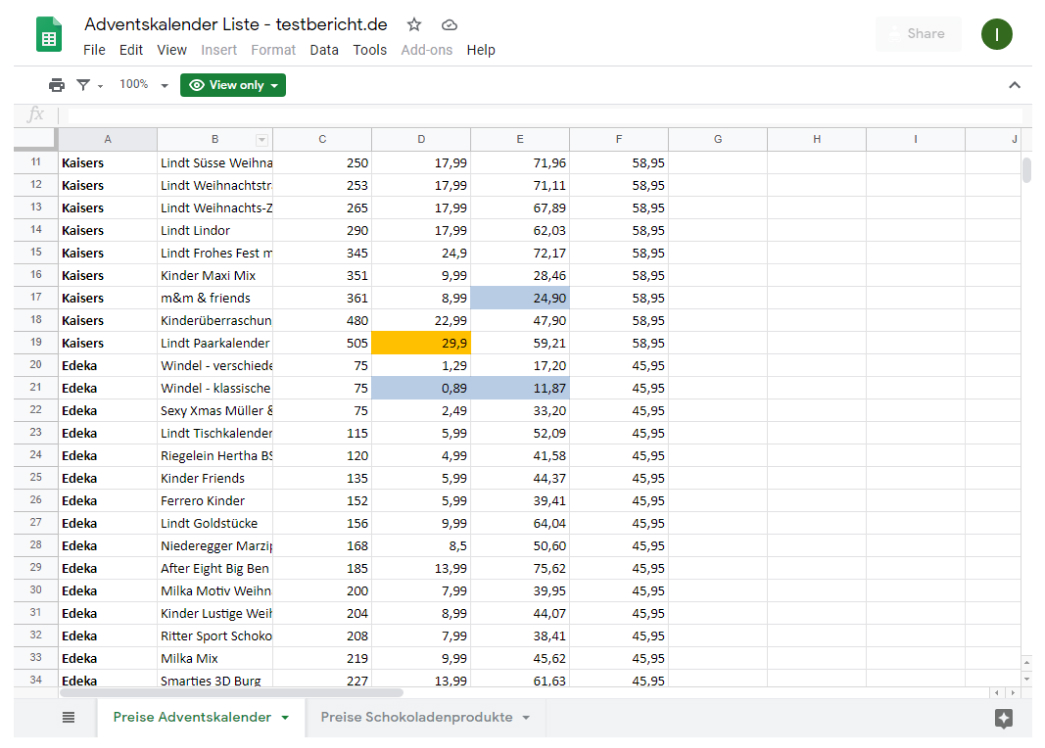 Adventskalender Liste - testbericht.de
File Edit View Insert Format Data Tools Add-ons Help
Share
I
100% View only
fx
A B C D E F G H I J
11 Kaisers Lindt Süsse Weihna 250 17,99 71,96 58,95
12 Kaisers Lindt Weihnachtstr 253 17,99 71,11 58,95
13 Kaisers Lindt Weihnachts-Z 265 17,99 67,89 58,95
14 Kaisers Lindt Lindor 290 17,99 62,03 58,95
15 Kaisers Lindt Frohes Fest m 345 24,9 72,17 58,95
16 Kaisers Kinder Maxi Mix 351 9,99 28,46 58,95
17 Kaisers m&m & friends 361 8,99 24,90 58,95
18 Kaisers Kinderüberraschun 480 22,99 47,90 58,95
19 Kaisers Lindt Paarkalender 505 29,9 59,21 58,95
20 Edeka Windel - verschiede 75 1,29 17,20 45,95
21 Edeka Windel - klassische 75 0,89 11,87 45,95
22 Edeka Sexy Xmas Müller & 75 2,49 33,20 45,95
23 Edeka Lindt Tischkalender 115 5,99 52,09 45,95
24 Edeka Riegelein Hertha BS 120 4,99 41,58 45,95
25 Edeka Kinder Friends 135 5,99 44,37 45,95
26 Edeka Ferrero Kinder 152 5,99 39,41 45,95
27 Edeka Lindt Goldstücke 156 9,99 64,04 45,95
28 Edeka Niederegger Marzip 168 8,5 50,60 45,95
29 Edeka After Eight Big Ben 185 13,99 75,62 45,95
30 Edeka Milka Motiv Weihn 200 7,99 39,95 45,95
31 Edeka Kinder Lustige Weih 204 8,99 44,07 45,95
32 Edeka Ritter Sport Schoko 208 7,99 38,41 45,95
33 Edeka Milka Mix 219 9,99 45,62 45,95
34 Edeka Smarties 3D Burg 227 13,99 61,63 45,95
Preise Adventskalender Preise Schokoladenprodukte